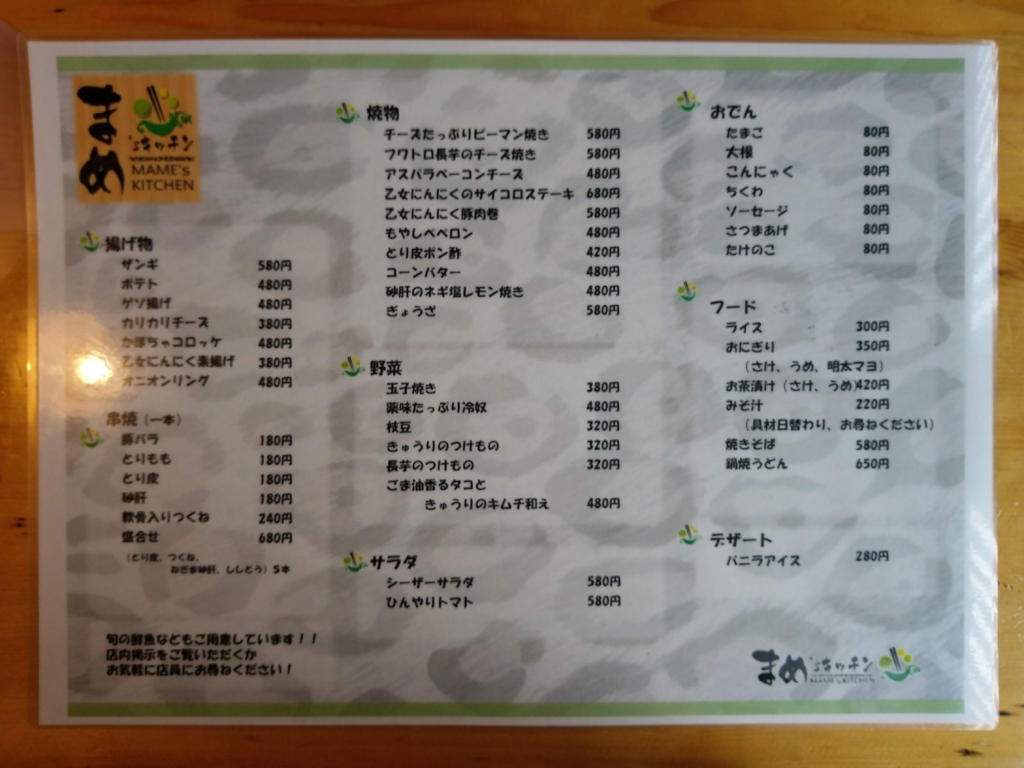 まめ
'sキッチン
MAME's
KITCHEN
揚げ物
ザンギ 580円
ポテト 480円
ゲソ揚げ 480円
カリカリチーズ 380円
かぼちゃコロッケ 480円
乙女にんにく素揚げ 380円
オニオンリング 480円
串焼（一本）
豚バラ 180円
とりもも 180円
とり皮 180円
砂肝 180円
軟骨入りつくね 240円
盛合せ 680円
（とり皮、つくね、
ねぎま砂肝、ししとう）５本
旬の鮮魚などもご用意しています！！
店内掲示をご覧いただくか
お気軽に店員にお尋ねください！
焼物
チーズたっぷりピーマン焼き 580円
フワトロ長芋のチーズ焼き 580円
アスパラベーコンチーズ 480円
乙女にんにくのサイコロステーキ 680円
乙女にんにく豚肉巻 580円
もやしペペロン 480円
とり皮ポン酢 420円
コーンバター 480円
砂肝のネギ塩レモン焼き 480円
ぎょうざ 580円
野菜
玉子焼き 380円
薬味たっぷり冷奴 480円
枝豆 320円
きゅうりのつけもの 320円
長芋のつけもの 320円
ごま油香るタコと
きゅうりのキムチ和え 480円
サラダ
シーザーサラダ 580円
ひんやりトマト 580円
おでん
たまご 80円
大根 80円
こんにゃく 80円
ちくわ 80円
ソーセージ 80円
さつまあげ 80円
たけのこ 80円
フード
ライス 300円
おにぎり 350円
（さけ、うめ、明太マヨ）
お茶漬け（さけ、うめ）420円
みそ汁 220円
（具材日替わり、お尋ねください）
焼きそば 580円
鍋焼うどん 650円
デザート
バニラアイス 280円
まめ'sキッチン
MAME's KITCHEN